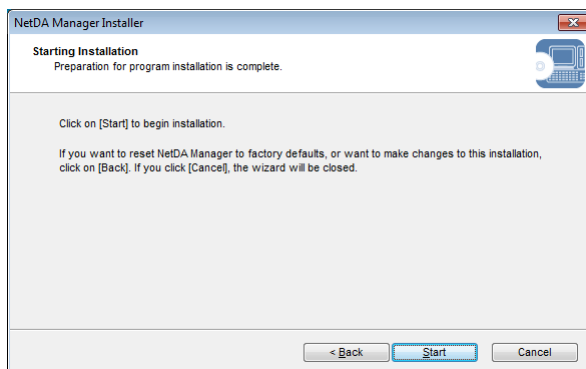 NetDA Manager Installer
Starting Installation
Preparation for program installation is complete.
Click on [Start] to begin installation.
If you want to reset NetDA Manager to factory defaults, or want to make changes to this installation,
click on [Back]. If you click [Cancel], the wizard will be closed.
< Back
Start
Cancel